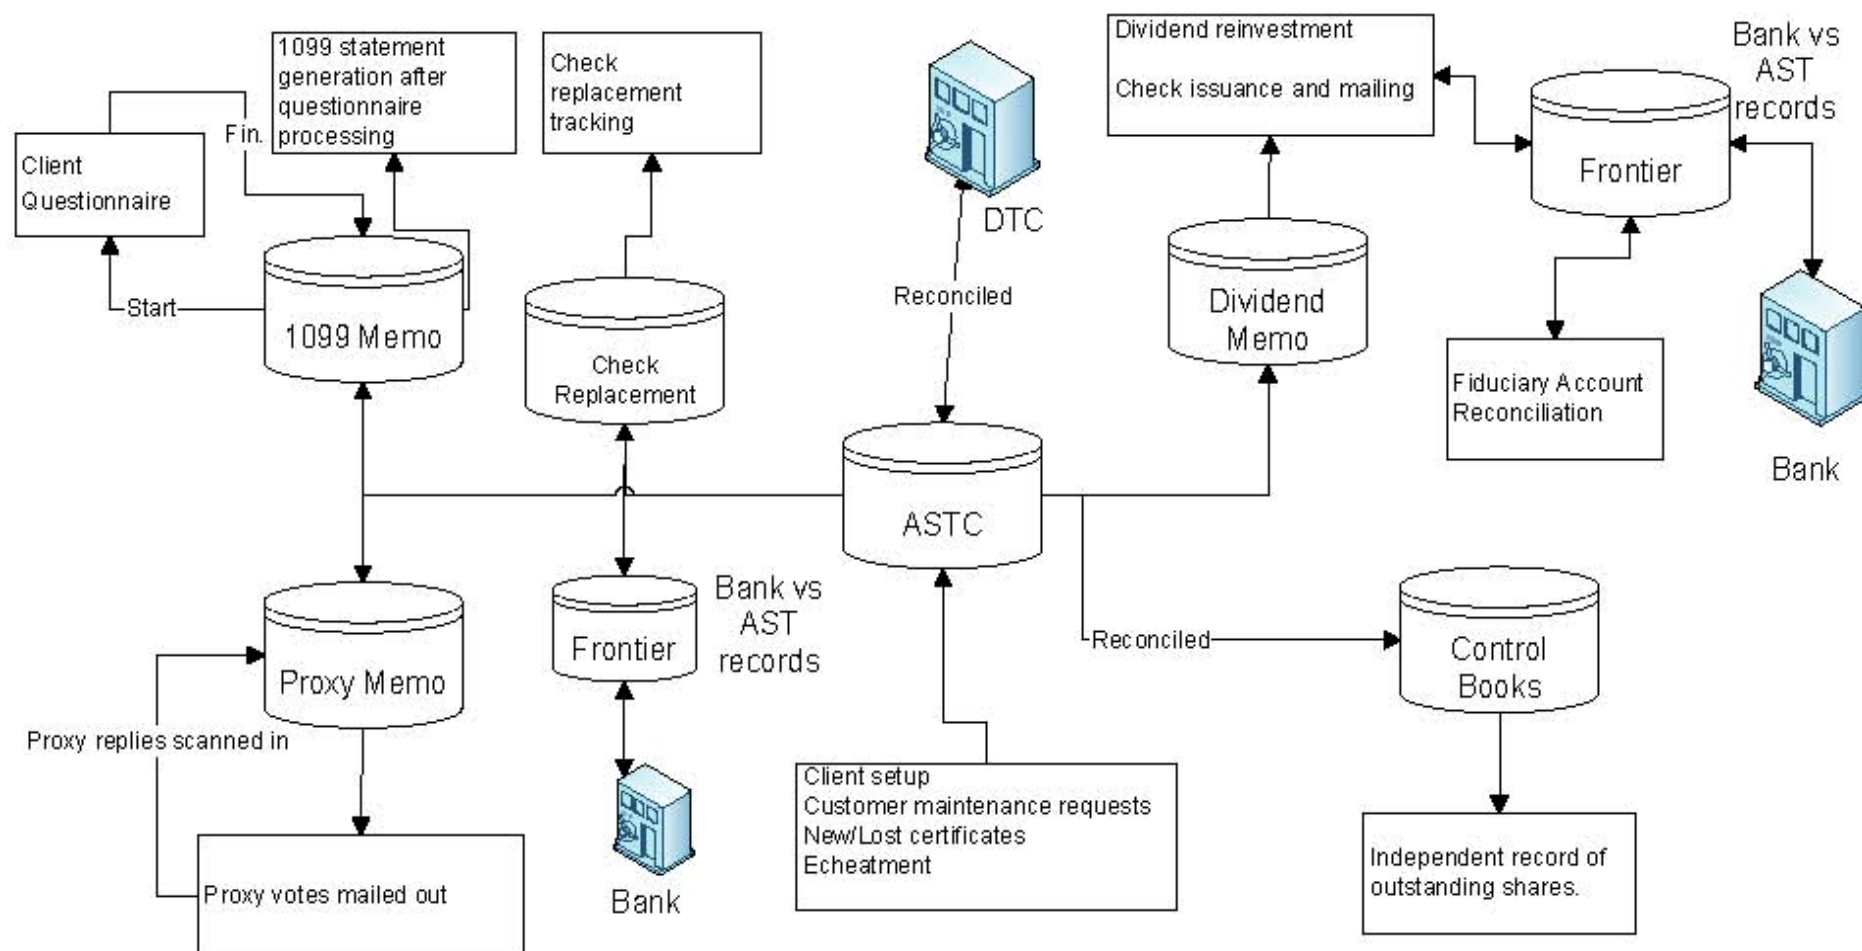 1099 statement
generation after
questionnaire
processing
Check
replacement
tracking
Dividend reinvestment
Check issuance and mailing
Bank vs
AST
records
Fin.
Client
Questionnaire
Frontier
DTC
Start
1099 Memo
Reconciled
Dividend
Memo
Check
Replacement
Fiduciary Account
Reconciliation
Bank
ASTC
Bank vs
AST
records
Frontier
Reconciled
Control
Books
Proxy Memo
Proxy replies scanned in
Client setup
Customer maintenance requests
New/Lost certificates
Echeatment
Proxy votes mailed out
Bank
Independent record of
outstanding shares.